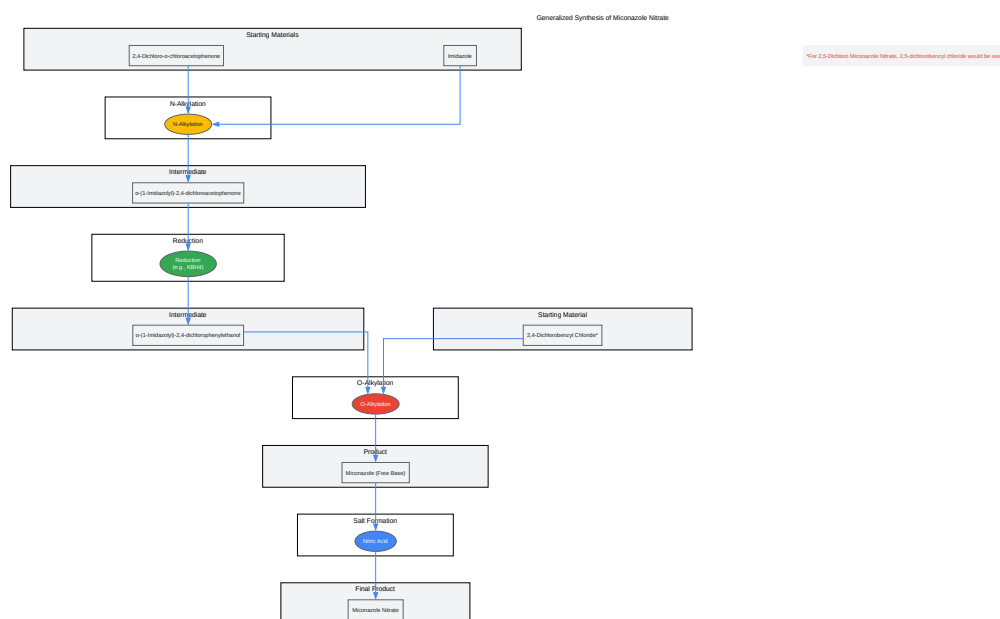 Generalized Synthesis of Miconazole Nitrate
Starting Materials
2,4-Dichloro-α-chloroacetophenone
Imidazole
*For 2,5-Dichloro Miconazole Nitrate, 2,5-dichlorobenzyl chloride would be use
N-Alkylation
N-Alkylation
Intermediate
α-(1-Imidazolyl)-2,4-dichloroacetophenone
Reduction
Reduction
(e.g., KBH4)
Intermediate
α-(1-Imidazolyl)-2,4-dichlorophenylethanol
Starting Material
2,4-Dichlorobenzyl Chloride*
O-Alkylation
O-Alkylation
Product
Miconazole (Free Base)
Salt Formation
Nitric Acid
Final Product
Miconazole Nitrate